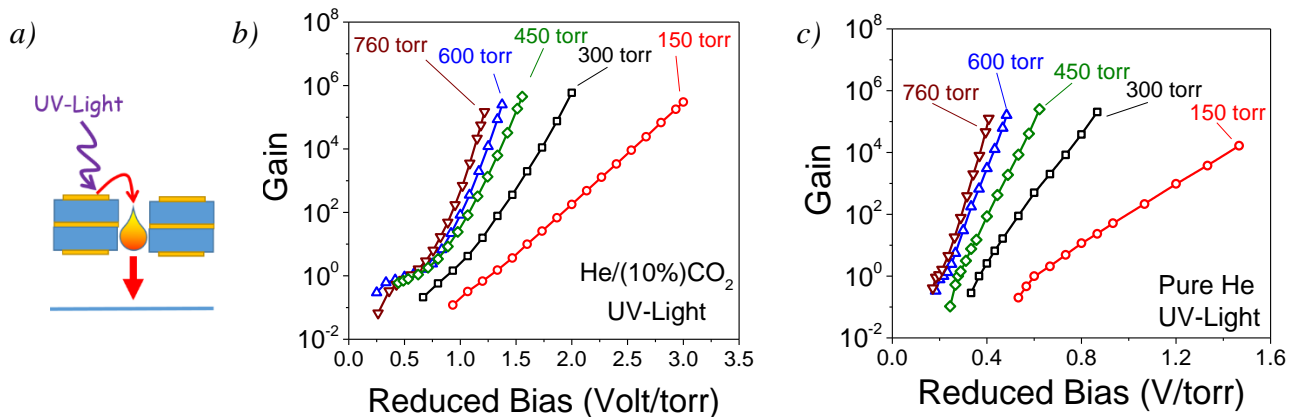 a)
UV-Light
b)
Gain
10^8
10^6
10^4
10^2
10^0
10^-2
760 torr
600 torr
450 torr
300 torr
150 torr
He/(10%)CO_2
UV-Light
0.0 0.5 1.0 1.5 2.0 2.5 3.0 3.5
Reduced Bias (Volt/torr)
c)
Gain
10^8
10^6
10^4
10^2
10^0
10^-2
760 torr
600 torr
450 torr
300 torr
150 torr
Pure He
UV-Light
0.0 0.4 0.8 1.2 1.6
Reduced Bias (V/torr)